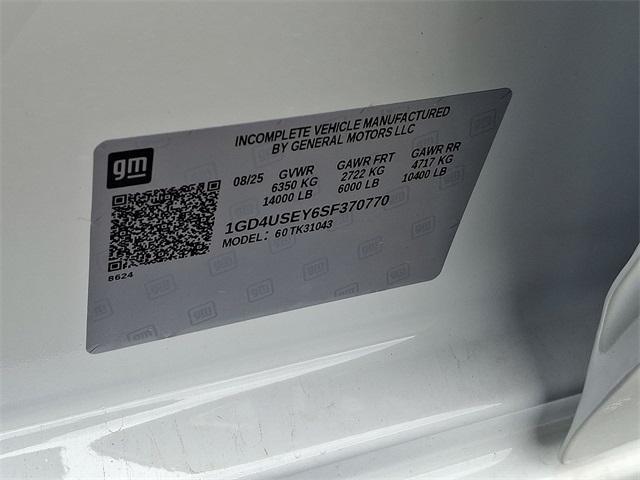 INCOMPLETE VEHICLE MANUFACTURED
BY GENERAL MOTORS LLC
gm
08/25 GVWR GAWR FRT GAWR RR
6350 KG 2722 KG 4717 KG
14000 LB 6000 LB 10400 LB
1GD4USEY6SF370770
MODEL: 60 TK31043
8624